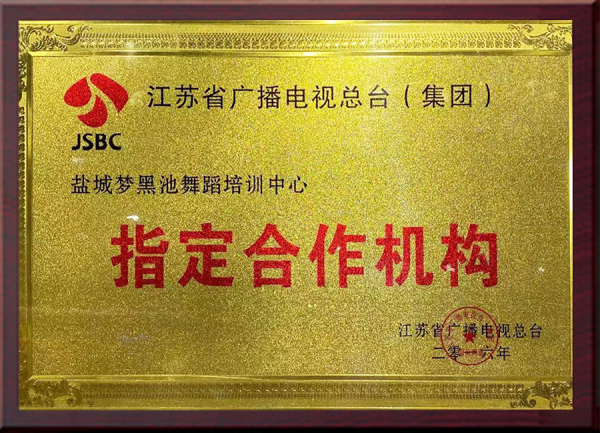 江苏省广播电视总台（集团）
JSBC
盐城梦黑池舞蹈培训中心
指定合作机构
江苏省广播电视总台
二零一六年